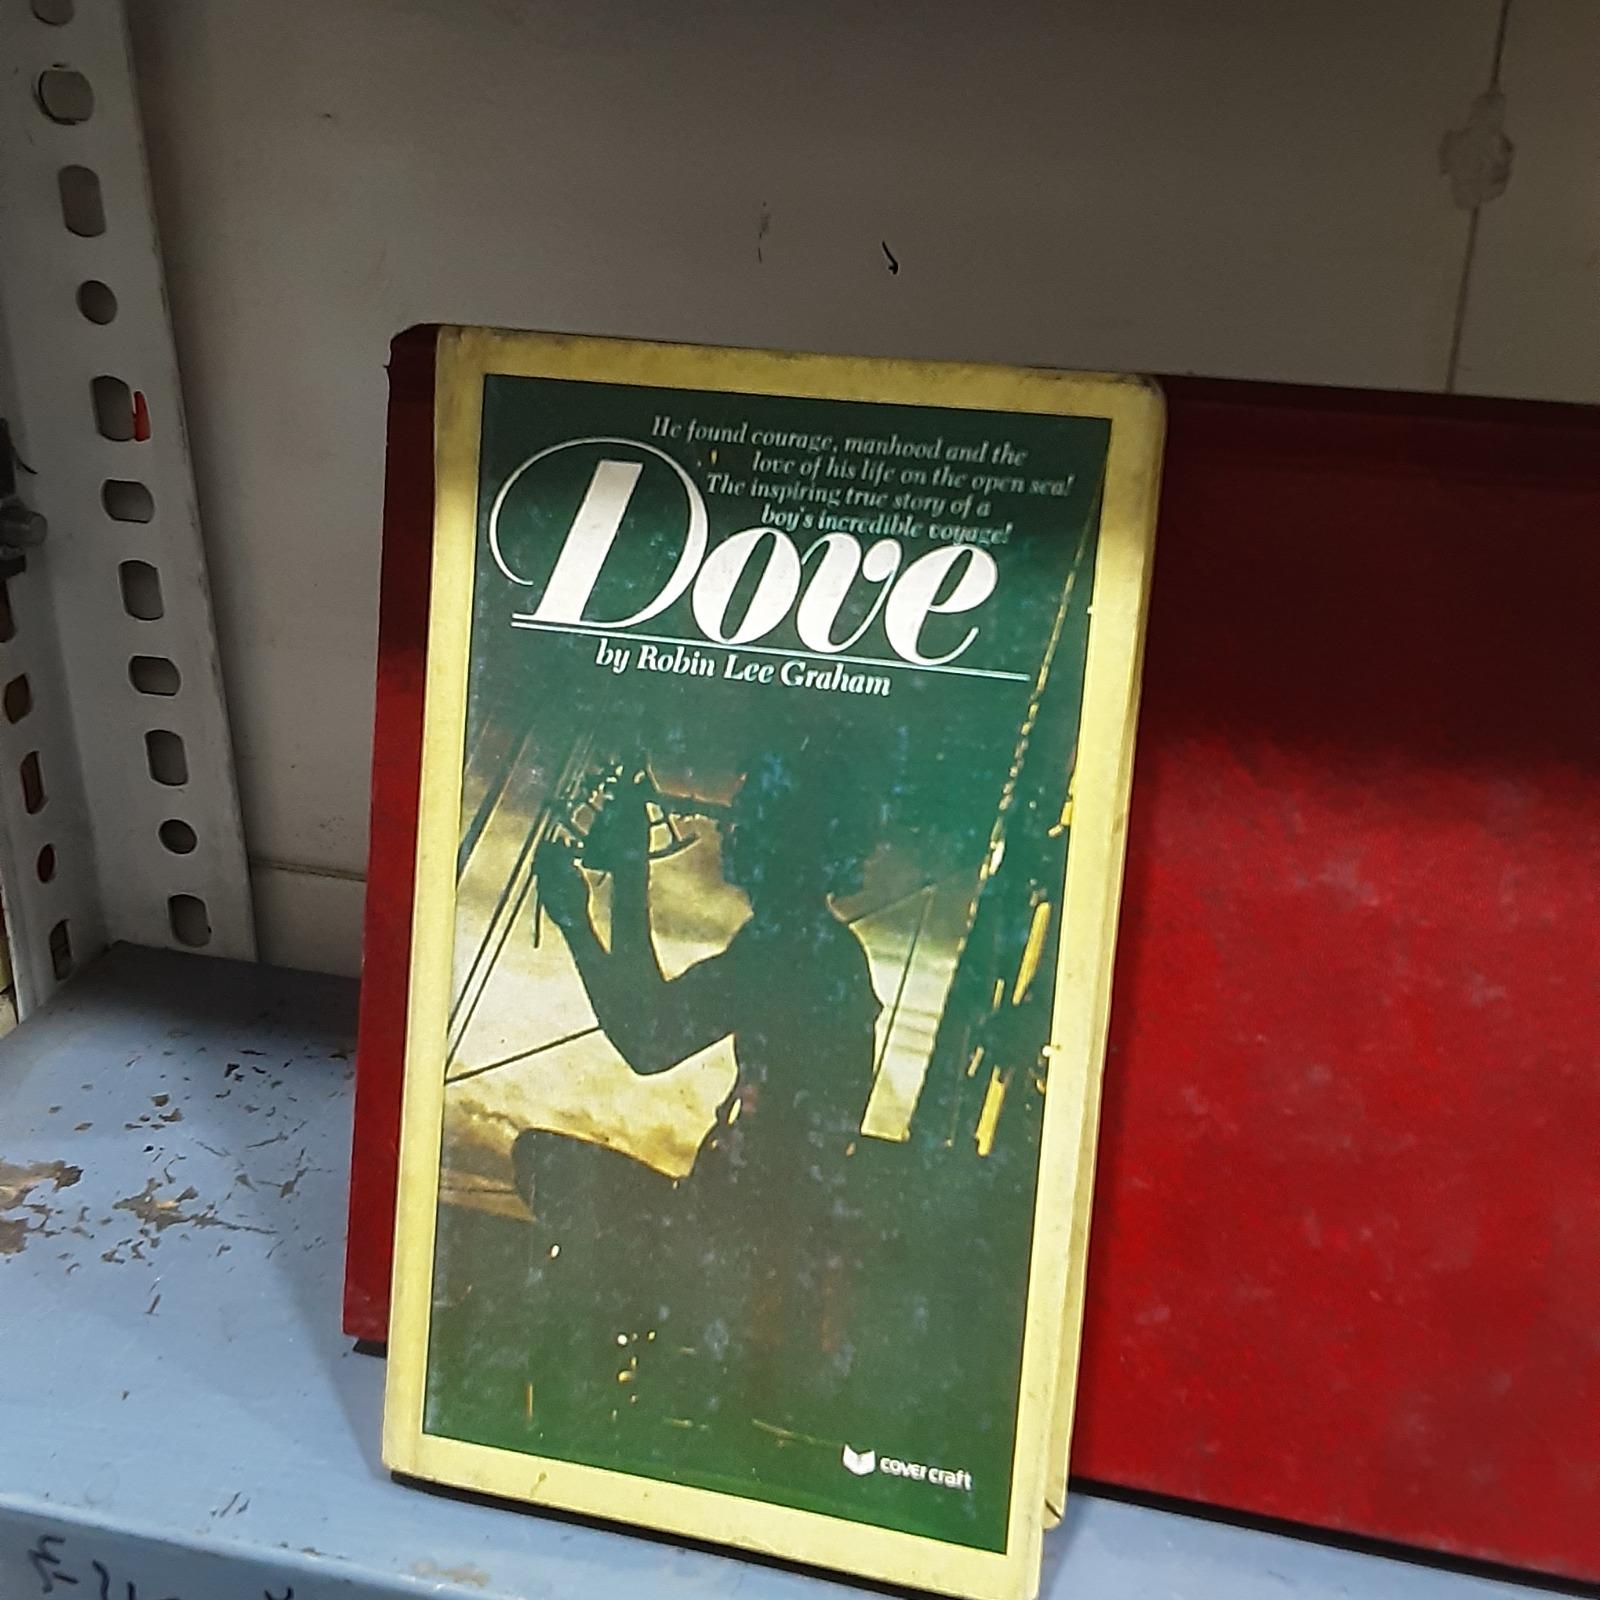 He found courage, manhood and the
love of his life on the open sea!
The inspiring true story of a
boy's incredible voyage!
Dove
by Robin Lee Graham
covercraft